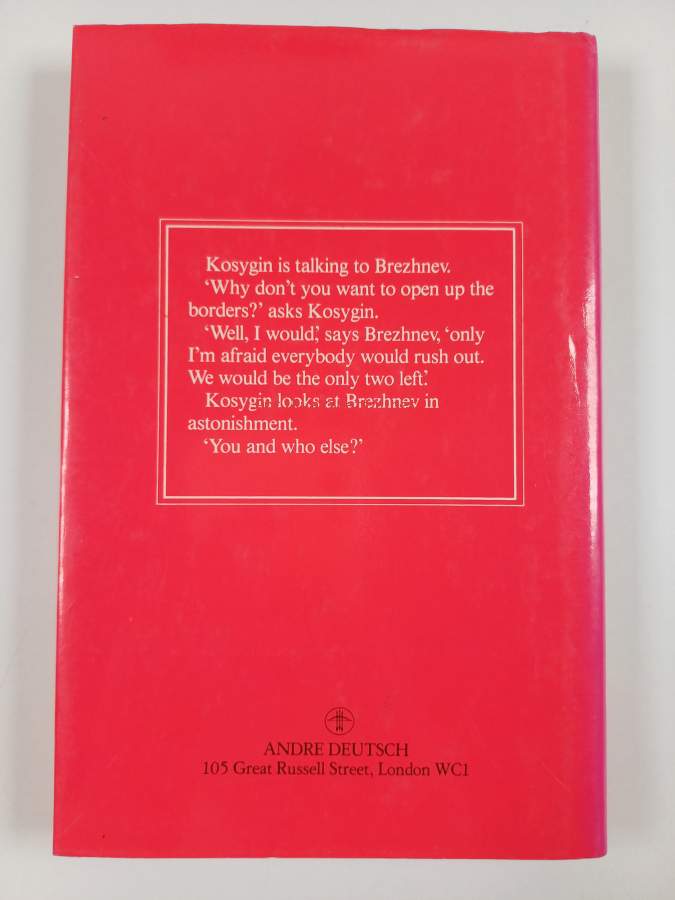 Kosygin is talking to Brezhnev.
‘Why don’t you want to open up the
borders?’ asks Kosygin.
‘Well, I would,’ says Brezhnev, ‘only
I’m afraid everybody would rush out.
We would be the only two left.’
Kosygin looks at Brezhnev in
astonishment.
‘You and who else?’
ANDRE DEUTSCH
105 Great Russell Street, London WC1